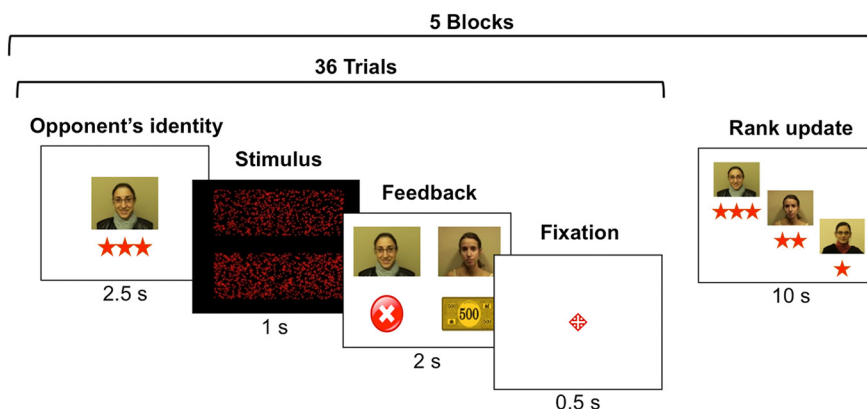 5 Blocks
36 Trials
Opponent's identity
Stimulus
Feedback
Fixation
Rank update
500
2.5 s
1 s
2 s
0.5 s
10 s